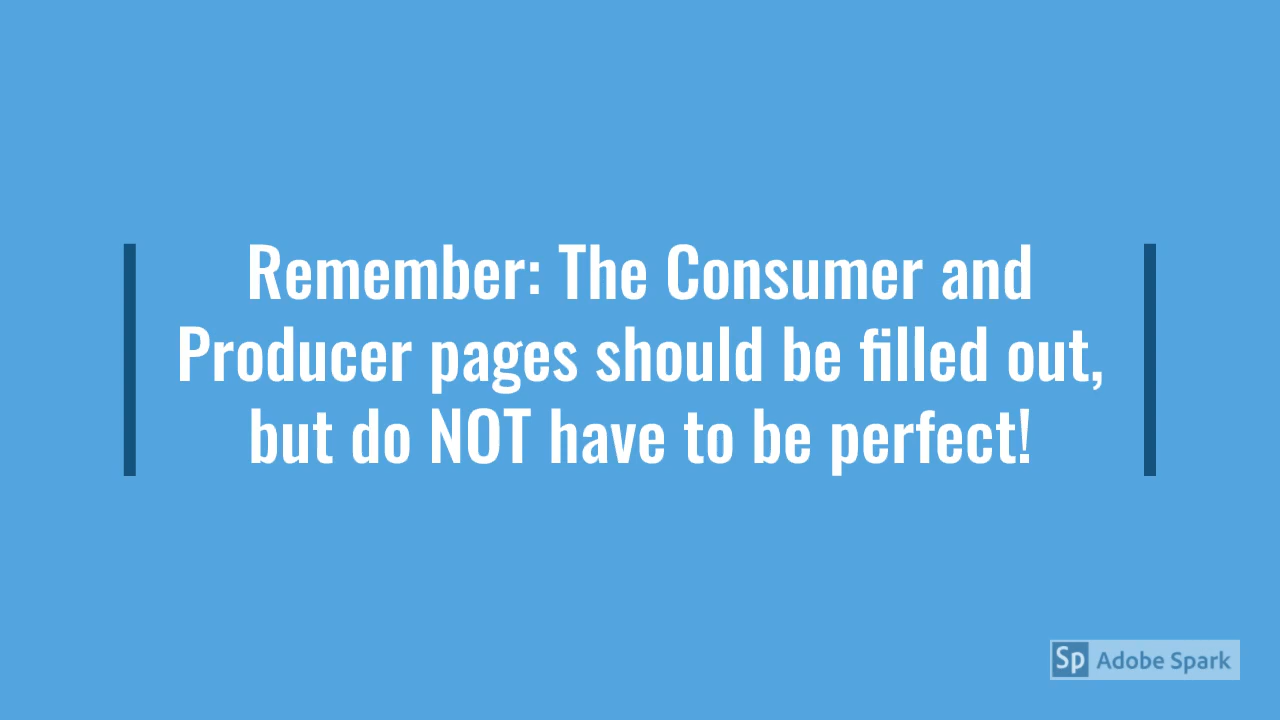 Remember: The Consumer and
Producer pages should be filled out,
but do NOT have to be perfect!
Sp Adobe Spark